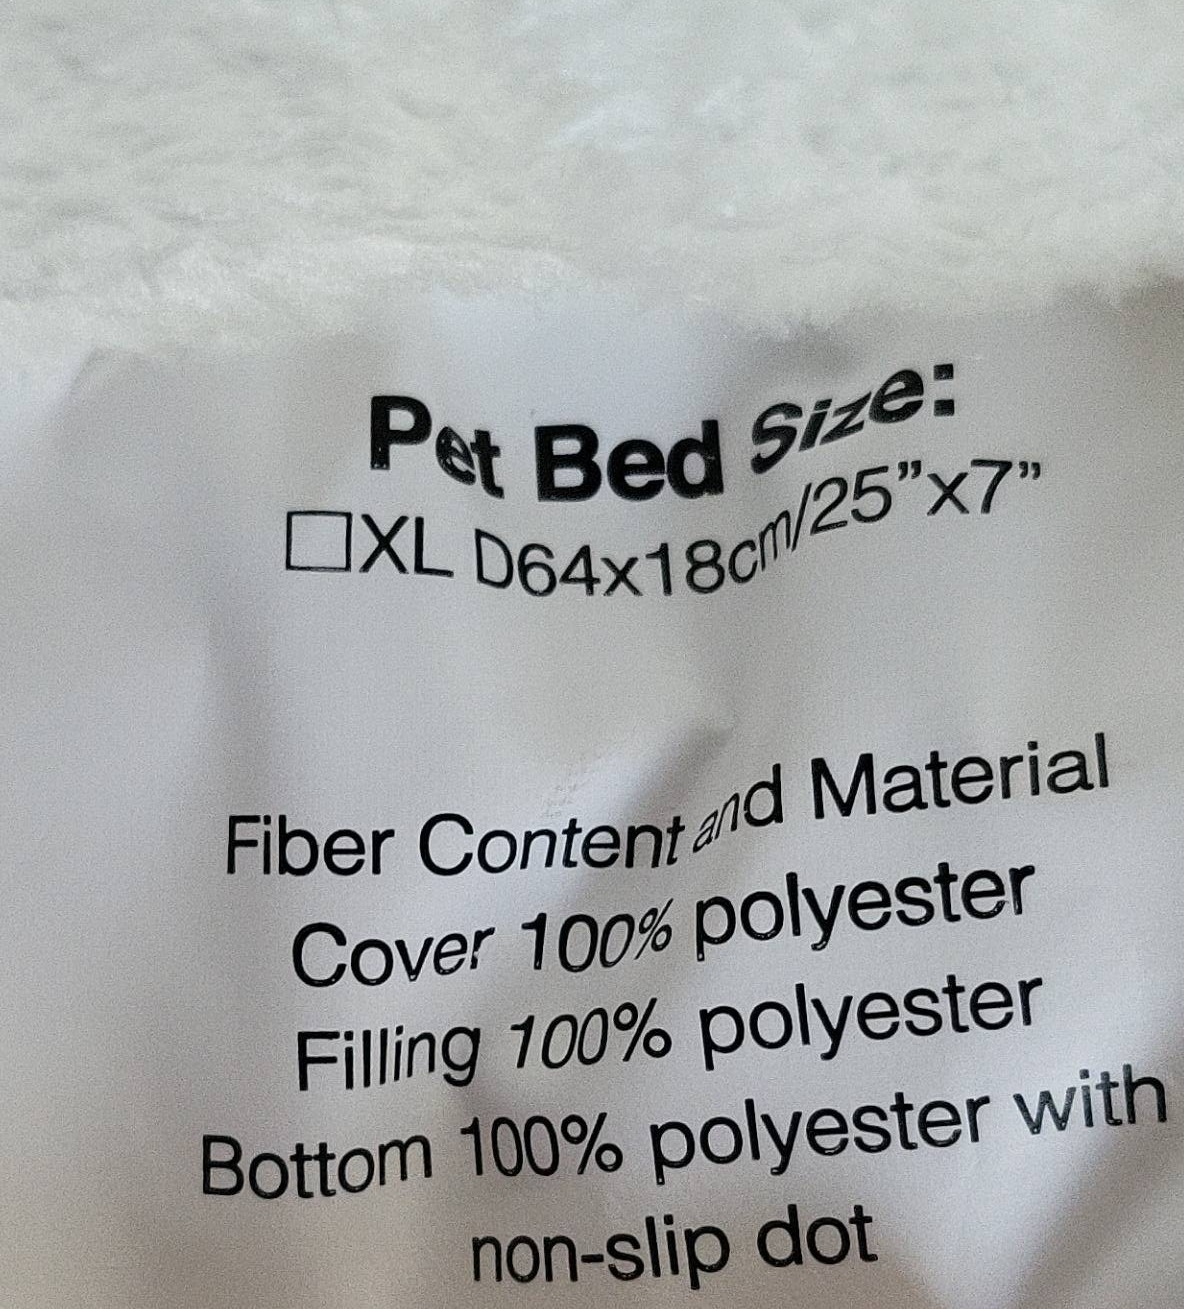 Pet Bed Size:
□XL D64x18cm/25”x7”
Fiber Content and Material
Cover 100% polyester
Filling 100% polyester
Bottom 100% polyester with
non-slip dot